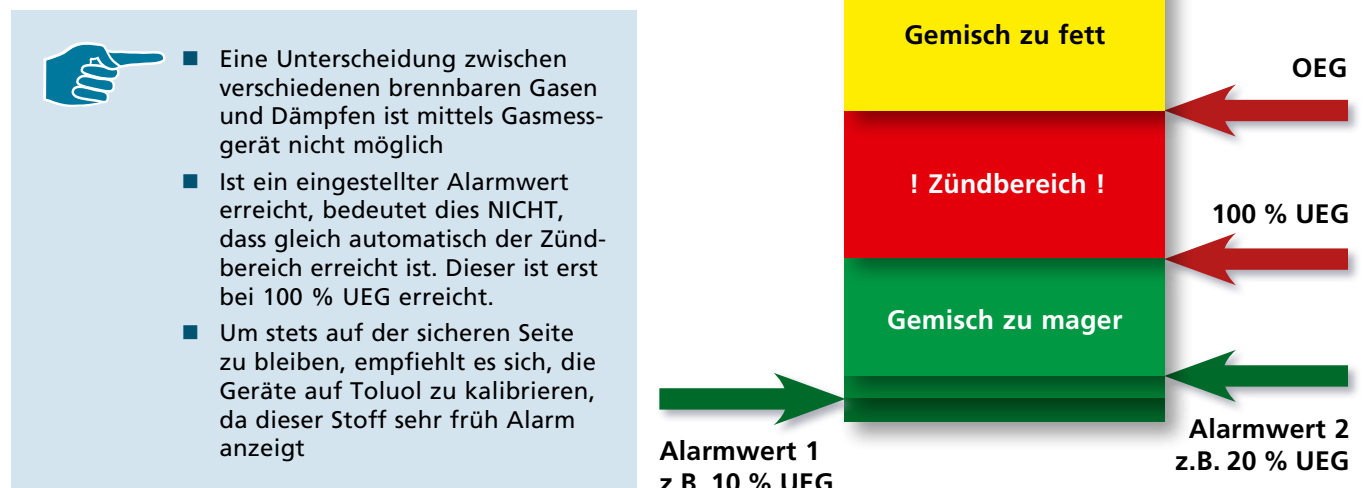 Eine Unterscheidung zwischen
verschiedenen brennbaren Gasen
und Dämpfen ist mittels Gasmess-
gerät nicht möglich
Ist ein eingestellter Alarmwert
erreicht, bedeutet dies NICHT,
dass gleich automatisch der Zünd-
bereich erreicht ist. Dieser ist erst
bei 100 % UEG erreicht.
Um stets auf der sicheren Seite
zu bleiben, empfiehlt es sich, die
Geräte auf Toluol zu kalibrieren,
da dieser Stoff sehr früh Alarm
anzeigt
Gemisch zu fett
OEG
! Zündbereich !
100 % UEG
Gemisch zu mager
Alarmwert 1
z.B. 10 % UEG
Alarmwert 2
z.B. 20 % UEG